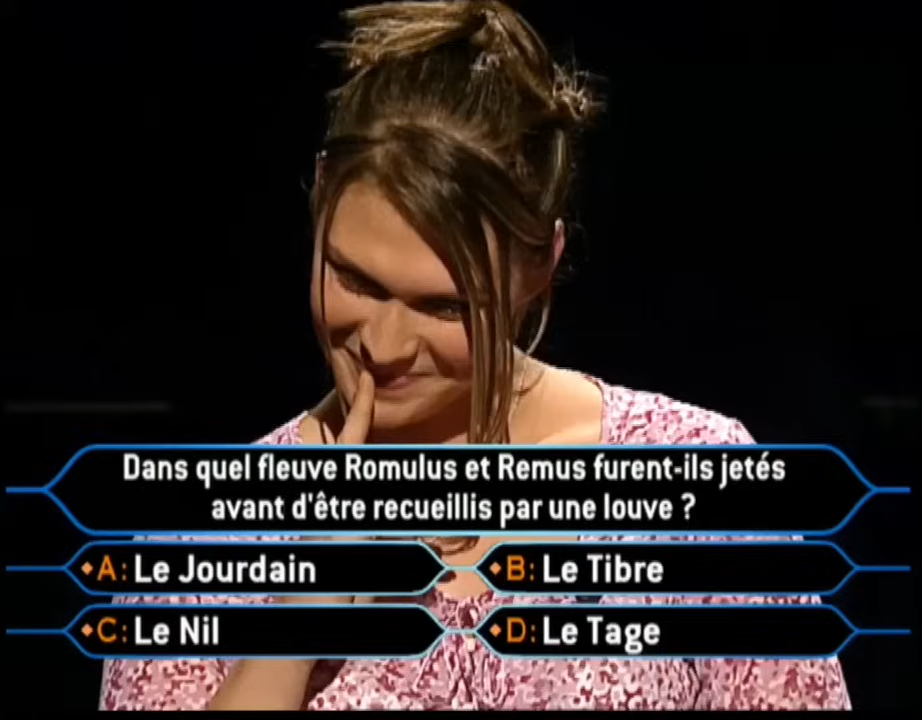 Dans quel fleuve Romulus et Remus furent-ils jetés
avant d'être recueillis par une louve ?
A: Le Jourdain
B: Le Tibre
C: Le Nil
D: Le Tage